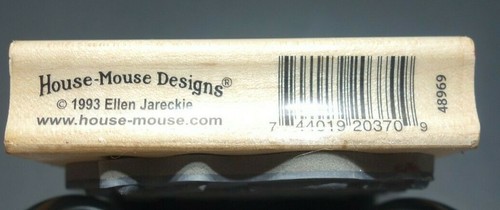 House-Mouse Designs®
© 1993 Ellen Jareckie
www.house-mouse.com
7 44019 20370 9
48969